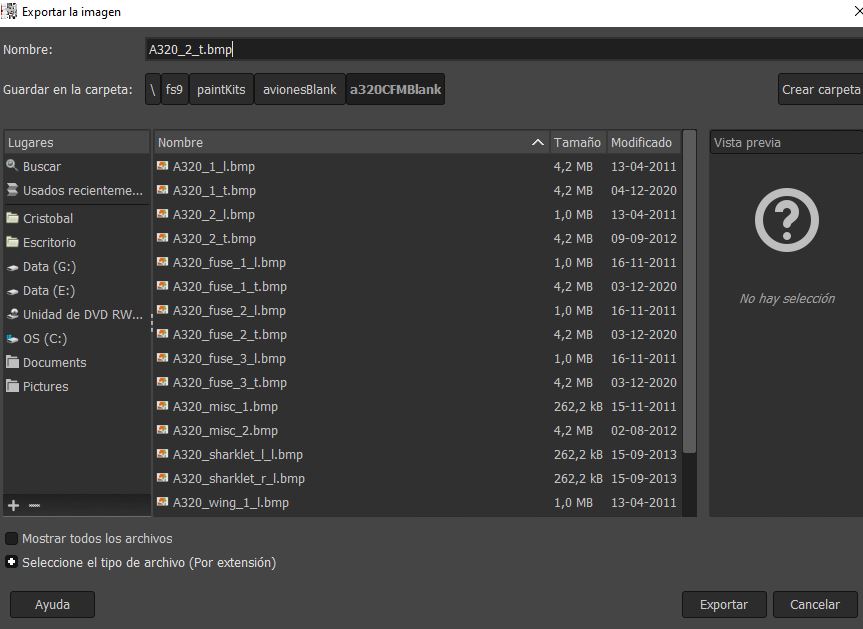 Exportar la imagen
Nombre: A320_2_t.bmp
Guardar en la carpeta: \ fs9 paintKits avionesBlank a320CFMBlank Crear carpeta
Lugares
Buscar
Usados recienteme...
Cristobal
Escritorio
Data (G:)
Data (E:)
Unidad de DVD RW...
OS (C:)
Documents
Pictures
Nombre Tamaño Modificado
A320_1_l.bmp 4,2 MB 13-04-2011
A320_1_t.bmp 4,2 MB 04-12-2020
A320_2_l.bmp 1,0 MB 13-04-2011
A320_2_t.bmp 4,2 MB 09-09-2012
A320_fuse_1_l.bmp 1,0 MB 16-11-2011
A320_fuse_1_t.bmp 4,2 MB 03-12-2020
A320_fuse_2_l.bmp 1,0 MB 16-11-2011
A320_fuse_2_t.bmp 4,2 MB 03-12-2020
A320_fuse_3_l.bmp 1,0 MB 16-11-2011
A320_fuse_3_t.bmp 4,2 MB 03-12-2020
A320_misc_1.bmp 262,2 kB 15-11-2011
A320_misc_2.bmp 4,2 MB 02-08-2012
A320_sharklet_l_l.bmp 262,2 kB 15-09-2013
A320_sharklet_r_l.bmp 262,2 kB 15-09-2013
A320_wing_1_l.bmp 1,0 MB 13-04-2011
Vista previa
No hay selección
Mostrar todos los archivos
Seleccione el tipo de archivo (Por extensión)
Ayuda Exportar Cancelar